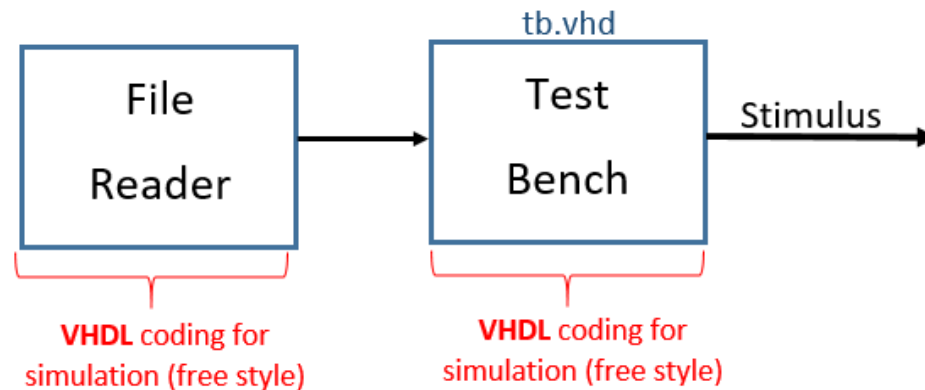 tb.vhd
File
Reader
Test
Bench
Stimulus
VHDL coding for
simulation (free style)
VHDL coding for
simulation (free style)